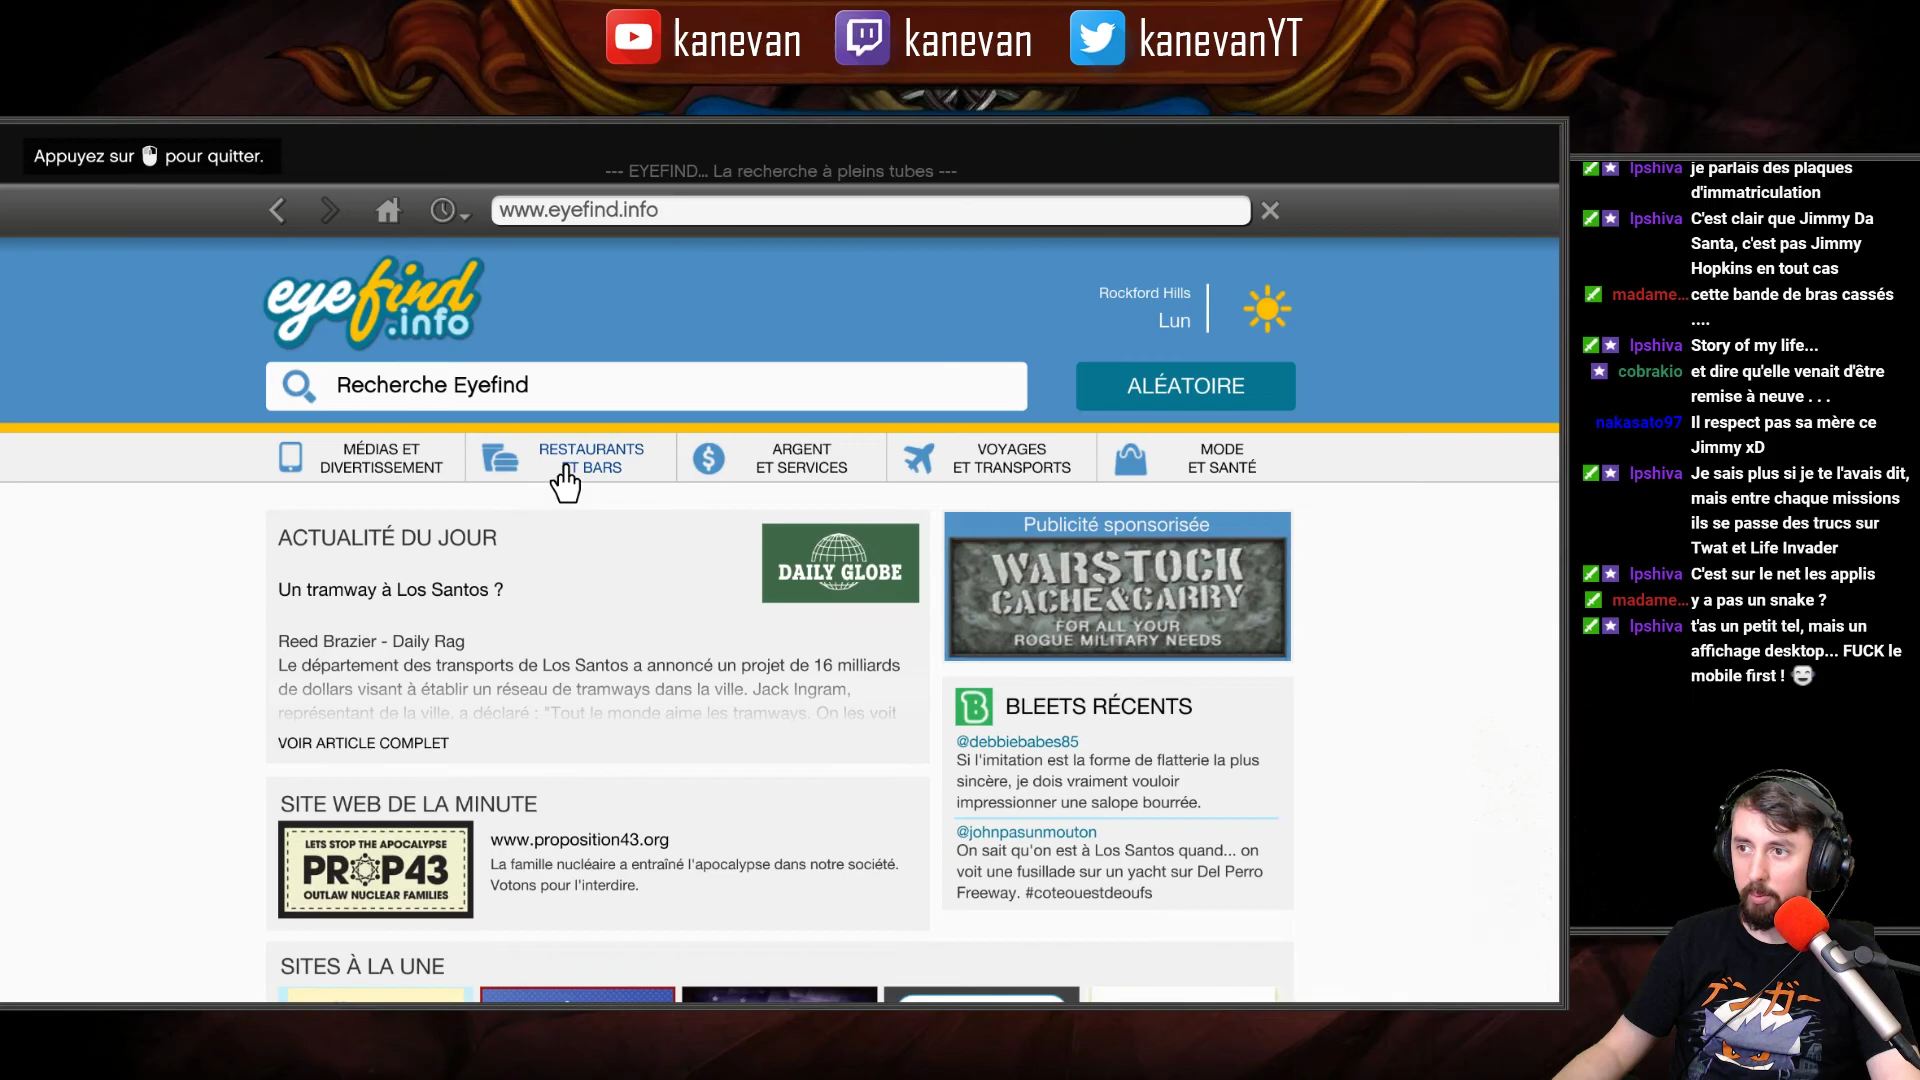 kanevan
kanevan
kanevanYT
Appuyez sur pour quitter.
--- EYEFIND... La recherche à pleins tubes ---
www.eyefind.info
eyefind
.info
Rockford Hills
Lun
Recherche Eyefind
ALÉATOIRE
MÉDIAS ET
DIVERTISSEMENT
RESTAURANTS
ET BARS
ARGENT
ET SERVICES
VOYAGES
ET TRANSPORTS
MODE
ET SANTÉ
ACTUALITÉ DU JOUR
DAILY GLOBE
Un tramway à Los Santos ?
Reed Brazier - Daily Rag
Le département des transports de Los Santos a annoncé un projet de 16 milliards
de dollars visant à établir un réseau de tramways dans la ville. Jack Ingram,
représentant de la ville, a déclaré : "Tout le monde aime les tramways. On les voit
VOIR ARTICLE COMPLET
SITE WEB DE LA MINUTE
LETS STOP THE APOCALYPSE
PROP43
OUTLAW NUCLEAR FAMILIES
www.proposition43.org
La famille nucléaire a entraîné l'apocalypse dans notre société.
Votons pour l'interdire.
SITES À LA UNE
Publicité sponsorisée
WARSTOCK
CACHE&CARRY
FOR ALL YOUR
ROGUE MILITARY NEEDS
BLEETS RÉCENTS
@debbiebabes85
Si l'imitation est la forme de flatterie la plus
sincère, je dois vraiment vouloir
impressionner une salope bourrée.
@johnpasunmouton
On sait qu'on est à Los Santos quand... on
voit une fusillade sur un yacht sur Del Perro
Freeway. #coteouestdeoufs
lpshiva je parlais des plaques
d'immatriculation
lpshiva C'est clair que Jimmy Da
Santa, c'est pas Jimmy
Hopkins en tout cas
madame... cette bande de bras cassés
....
lpshiva Story of my life...
cobrakio et dire qu'elle venait d'être
remise à neuve . . .
nakasato97 Il respect pas sa mère ce
Jimmy xD
lpshiva Je sais plus si je te l'avais dit,
mais entre chaque missions
ils se passe des trucs sur
Twat et Life Invader
lpshiva C'est sur le net les applis
madame... y a pas un snake ?
lpshiva t'as un petit tel, mais un
affichage desktop... FUCK le
mobile first !
ゲンガー